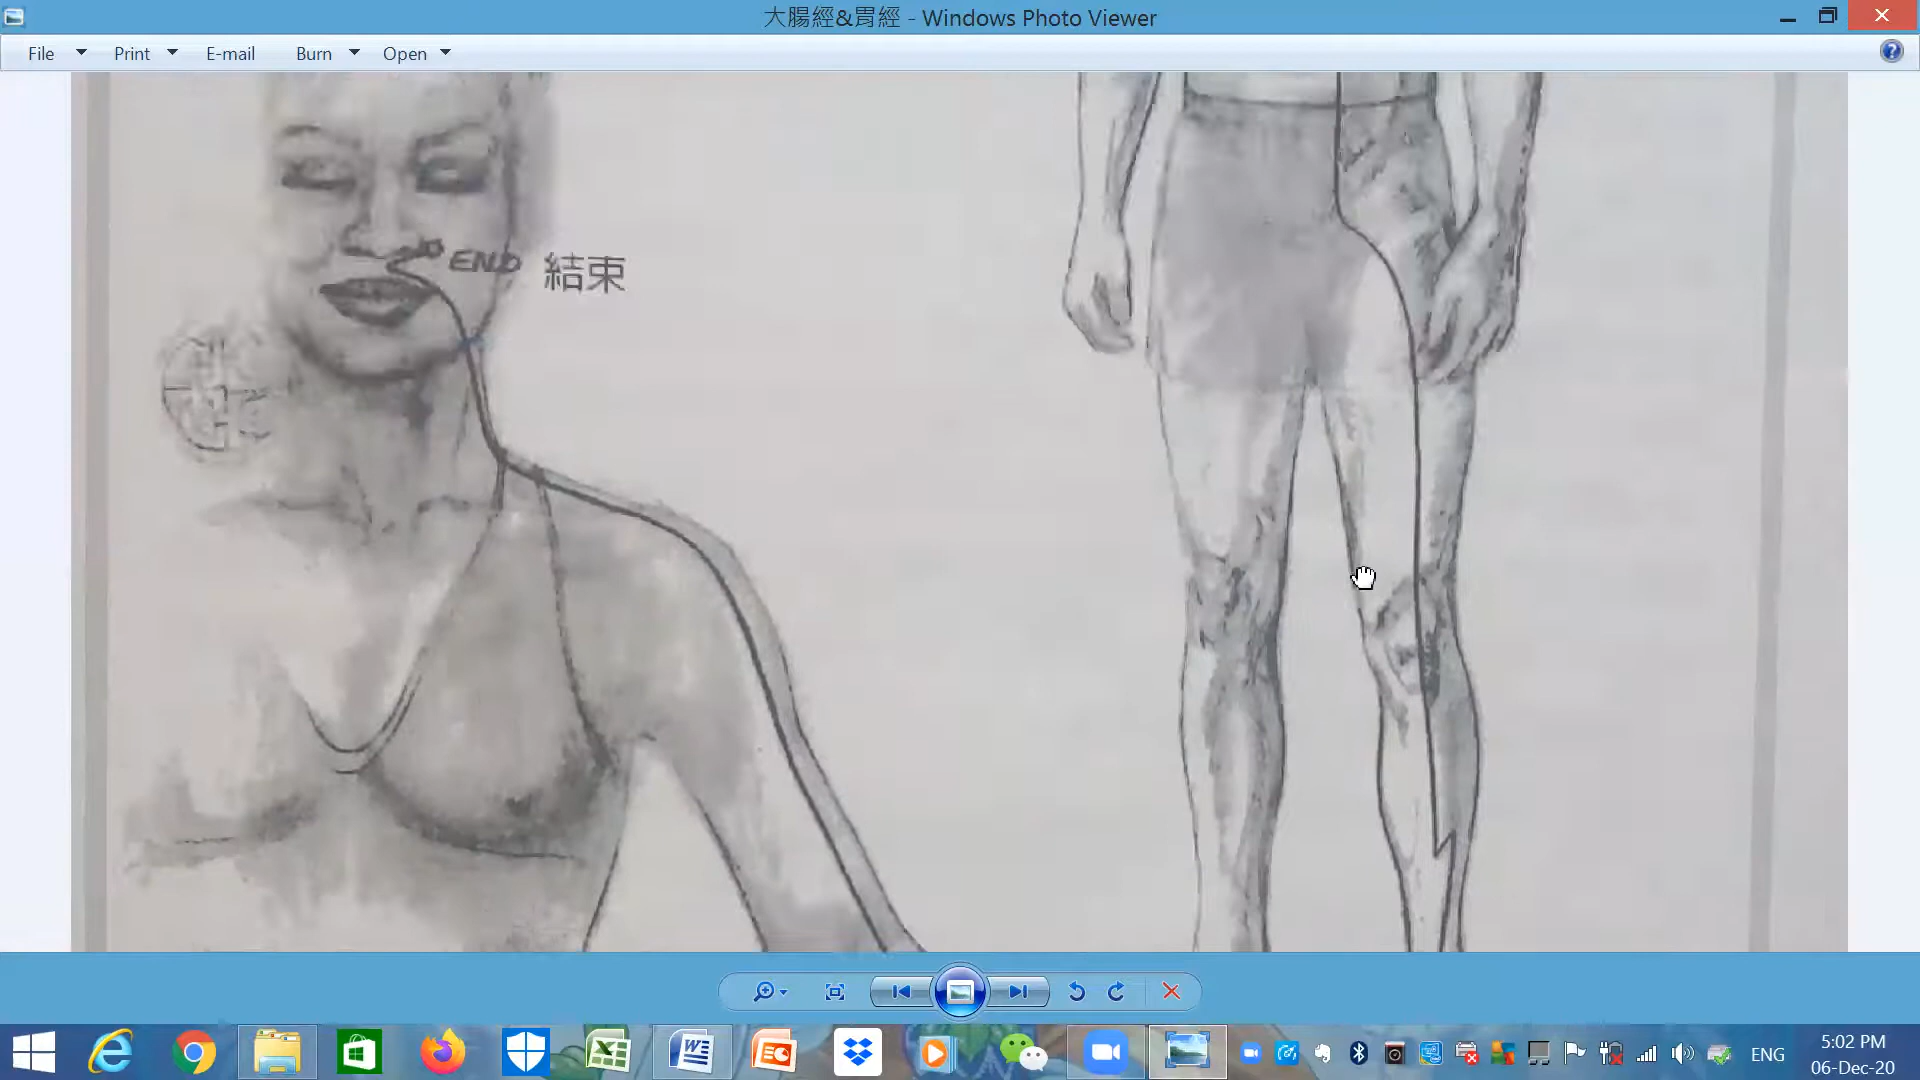 大腸經&胃經 - Windows Photo Viewer
File Print E-mail Burn Open
END 結束
5:02 PM
ENG
06-Dec-20